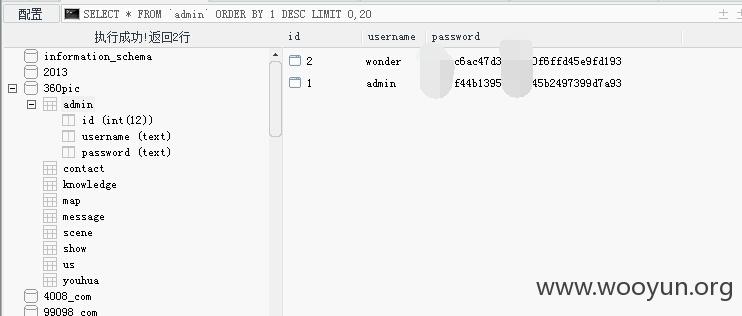 配置 SELECT * FROM `admin` ORDER BY 1 DESC LIMIT 0,20
执行成功!返回2行
id username password
information_schema
2 wonder c6ac47d3 0f6ffd45e9fd193
2013
1 admin f44b1395 45b2497399d7a93
360pic
admin
id (int(12))
username (text)
password (text)
contact
knowledge
map
message
scene
show
us
youhua
4008_com
99098_com
www.wooyun.org